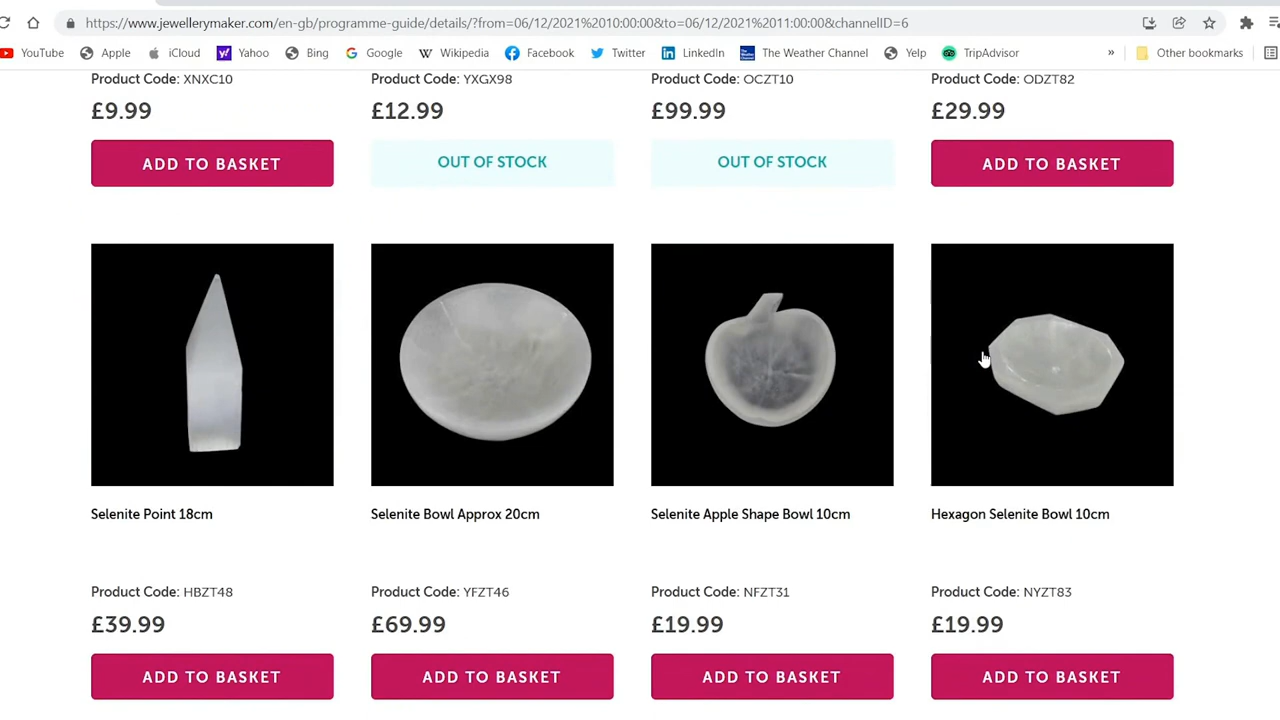 https://www.jewellerymaker.com/en-gb/programme-guide/details/?from=06/12/2021%2010:00:00&to=06/12/2021%2011:00:00&channelID=6
YouTube Apple iCloud Yahoo Bing Google Wikipedia Facebook Twitter LinkedIn The Weather Channel Yelp TripAdvisor » Other bookmarks
Product Code: XNXC10 Product Code: YXGX98 Product Code: OCZT10 Product Code: ODZT82
£9.99 £12.99 £99.99 £29.99
ADD TO BASKET OUT OF STOCK OUT OF STOCK ADD TO BASKET
Selenite Point 18cm Selenite Bowl Approx 20cm Selenite Apple Shape Bowl 10cm Hexagon Selenite Bowl 10cm
Product Code: HBZT48 Product Code: YFZT46 Product Code: NFZT31 Product Code: NYZT83
£39.99 £69.99 £19.99 £19.99
ADD TO BASKET ADD TO BASKET ADD TO BASKET ADD TO BASKET